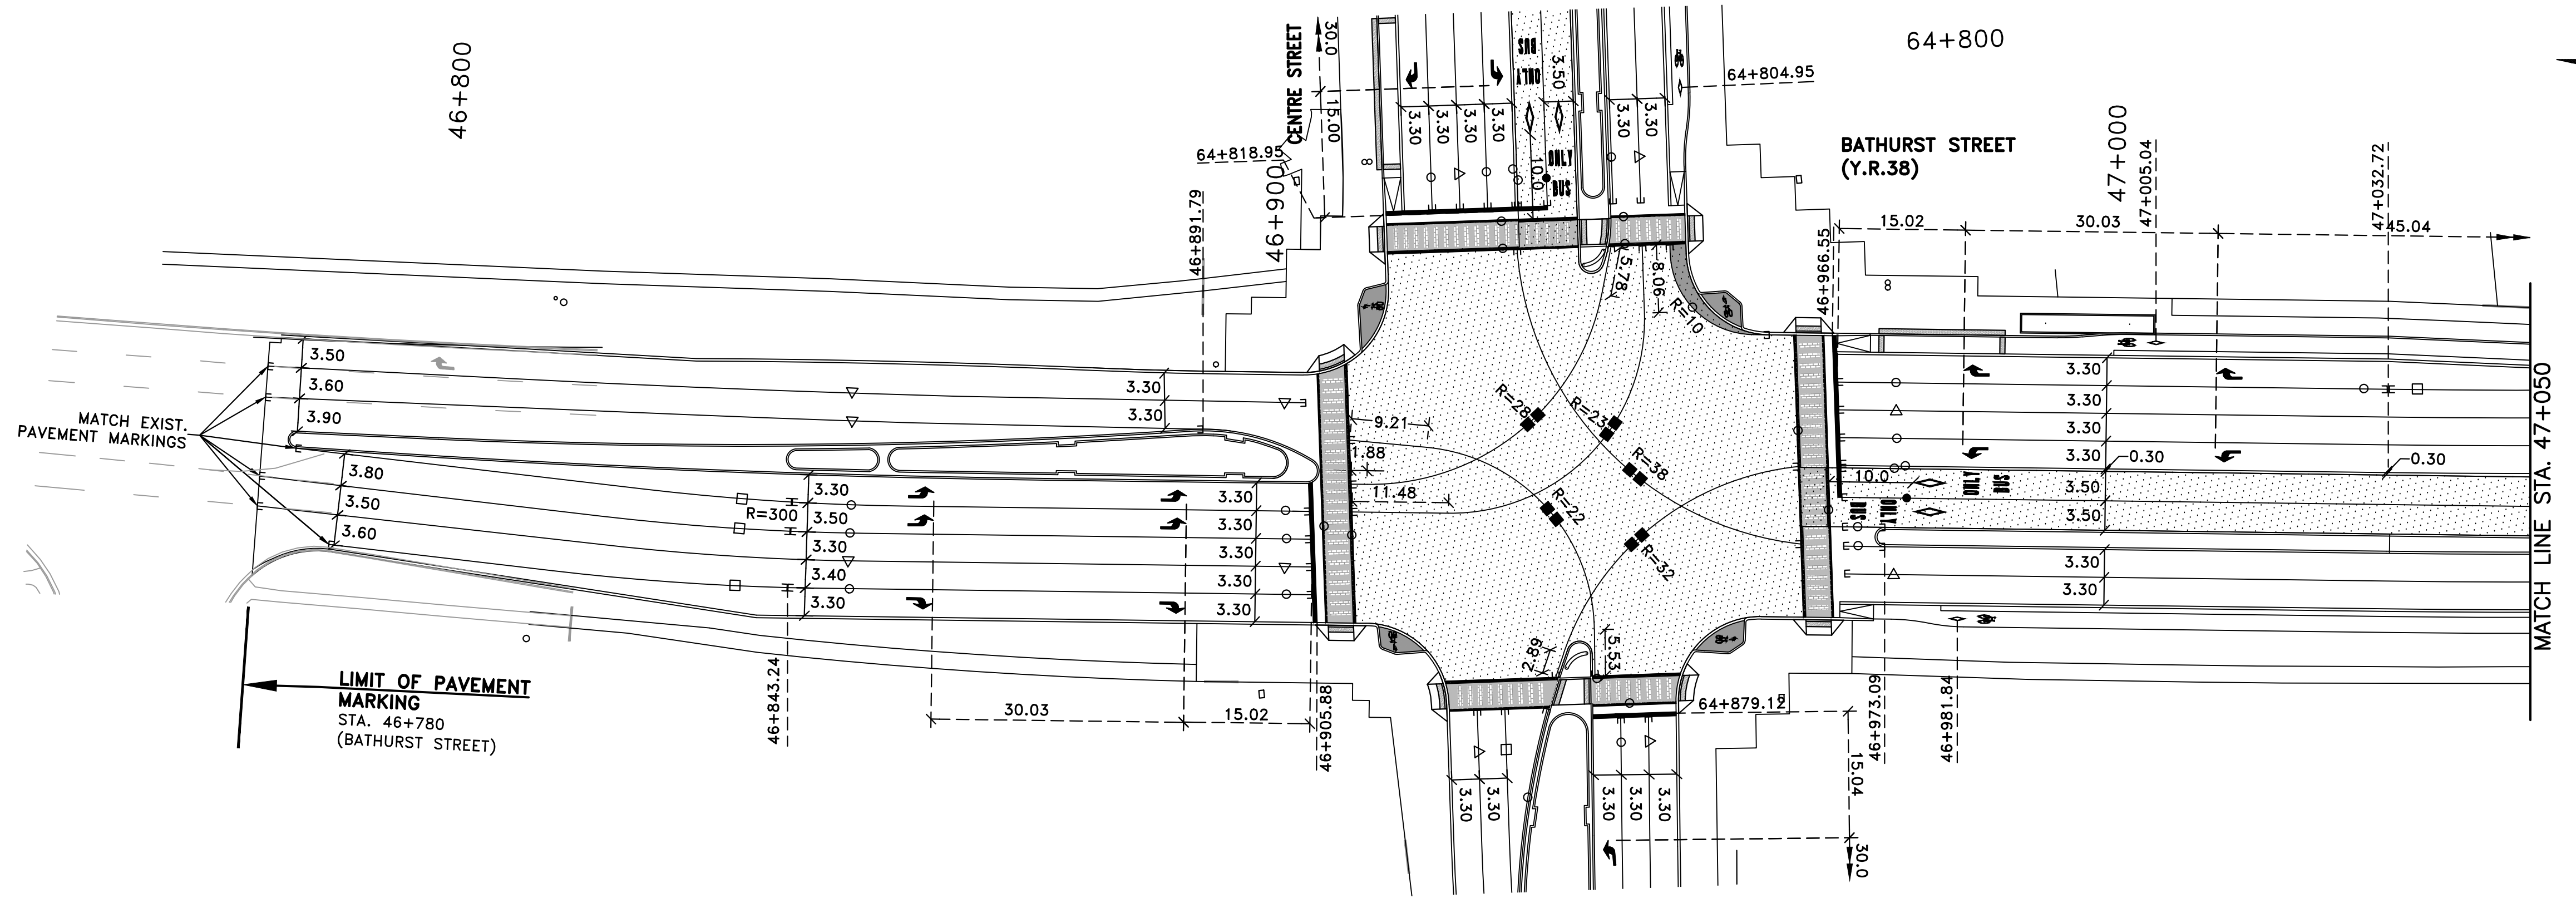 46+800
CENTRE STREET
30.0
15.00
64+818.95
46+900
46+891.79
BUS
ONLY
3.50
3.30
3.30
3.30
3.30
3.30
3.30
10.0
ONLY
BUS
64+804.95
64+800
BATHURST STREET
(Y.R.38)
47+000
47+005.04
47+032.72
46+966.55
15.02
30.03
45.04
MATCH EXIST.
PAVEMENT MARKINGS
3.50
3.60
3.90
3.80
3.50
3.60
3.30
3.30
3.30
R=300
3.50
3.30
3.40
3.30
3.30
3.30
3.30
3.30
3.30
5.78
8.06
R=10
R=28
R=23
R=38
R=22
R=32
9.21
1.88
11.48
2.89
5.53
3.30
3.30
3.30
3.30
0.30
0.30
10.0
ONLY
BUS
BUS
ONLY
3.50
3.50
3.30
3.30
MATCH LINE STA. 47+050
LIMIT OF PAVEMENT
MARKING
STA. 46+780
(BATHURST STREET)
46+843.24
30.03
15.02
46+905.88
64+879.12
46+973.09
46+981.84
3.30
3.30
3.30
3.30
3.30
15.04
30.0